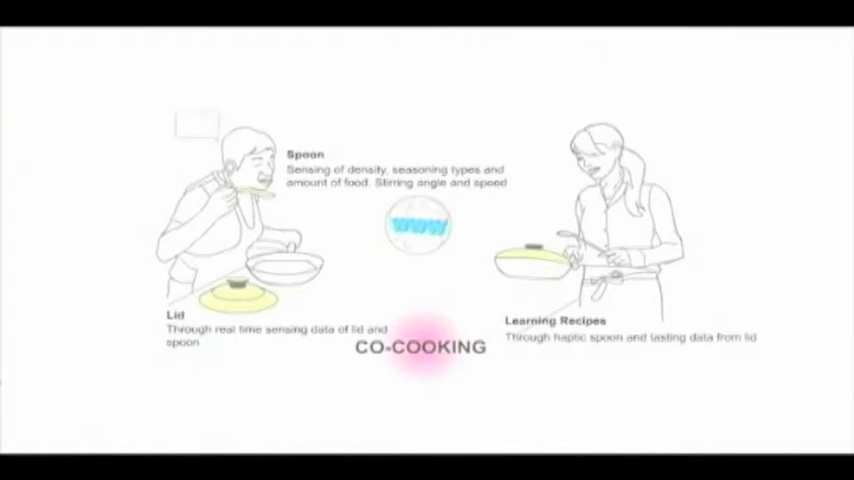 Spoon
Sensing of density, seasoning types and
amount of food. Stirring angle and speed
WWW
Lid
Through real time sensing data of lid and
spoon
CO-COOKING
Learning Recipes
Through haptic spoon and tasting data from lid